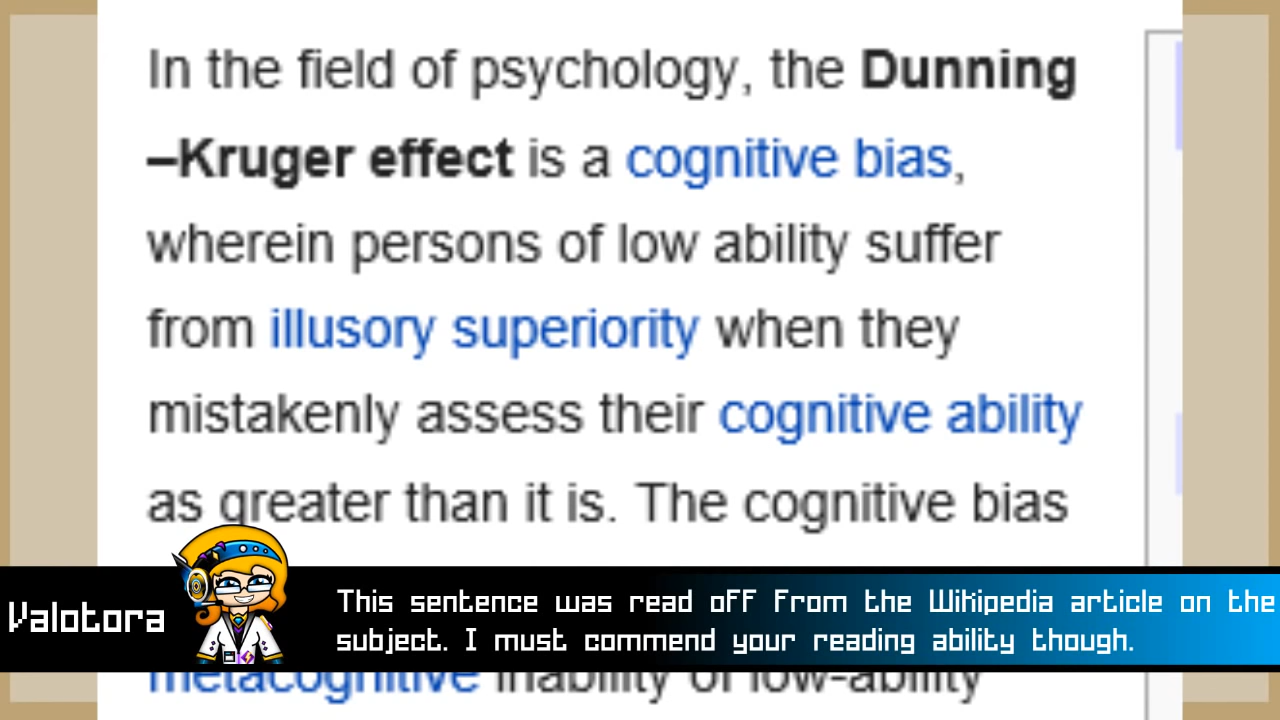 In the field of psychology, the Dunning
–Kruger effect is a cognitive bias,
wherein persons of low ability suffer
from illusory superiority when they
mistakenly assess their cognitive ability
as greater than it is. The cognitive bias
Valotora
This sentence was read off from the Wikipedia article on the
subject. I must commend your reading ability though.
metacognitive inability of low-ability